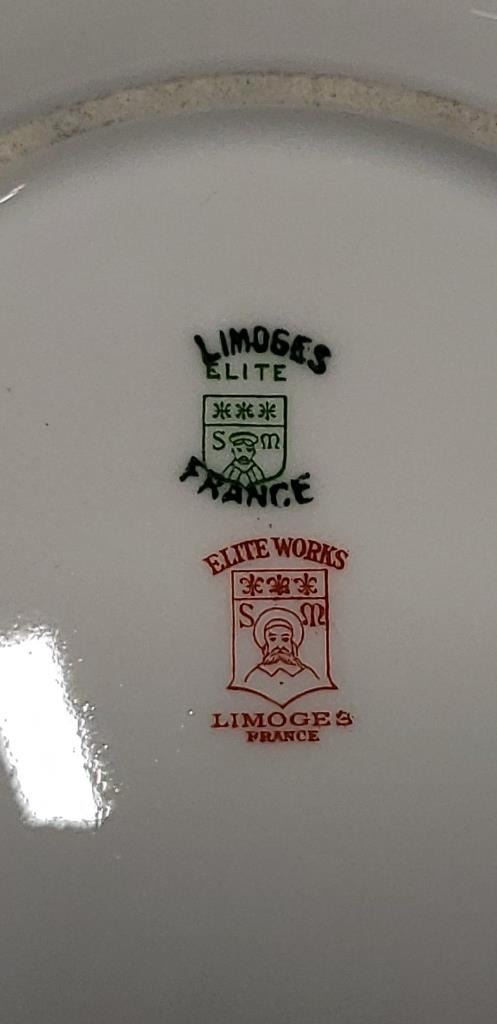 LIMOGES
ELITE
S M
FRANCE
ELITE WORKS
S M
LIMOGES
FRANCE